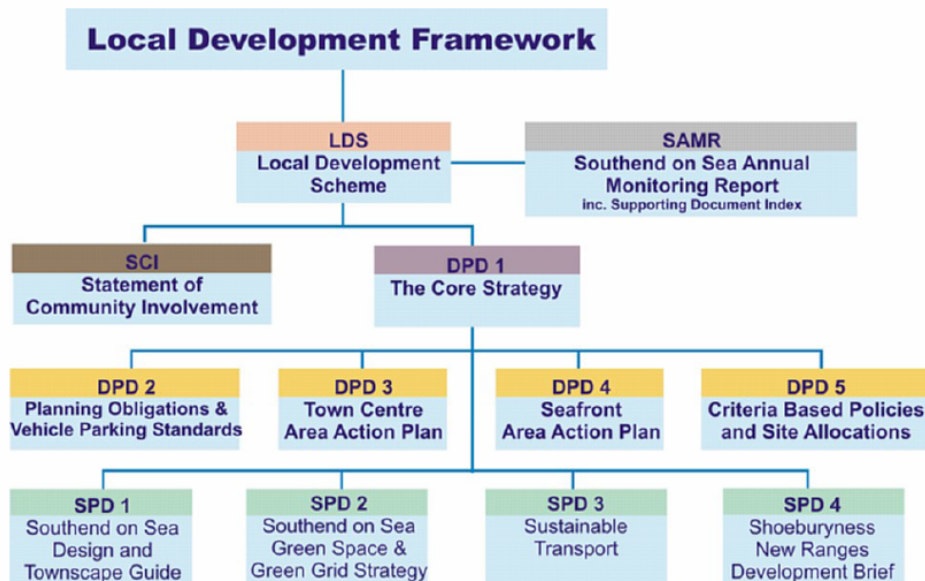 Local Development Framework
LDS
Local Development
Scheme
SAMR
Southend on Sea Annual
Monitoring Report
inc. Supporting Document Index
SCI
Statement of
Community Involvement
DPD 1
The Core Strategy
DPD 2
Planning Obligations &
Vehicle Parking Standards
DPD 3
Town Centre
Area Action Plan
DPD 4
Seafront
Area Action Plan
DPD 5
Criteria Based Policies
and Site Allocations
SPD 1
Southend on Sea
Design and
Townscape Guide
SPD 2
Southend on Sea
Green Space &
Green Grid Strategy
SPD 3
Sustainable
Transport
SPD 4
Shoeburyness
New Ranges
Development Brief